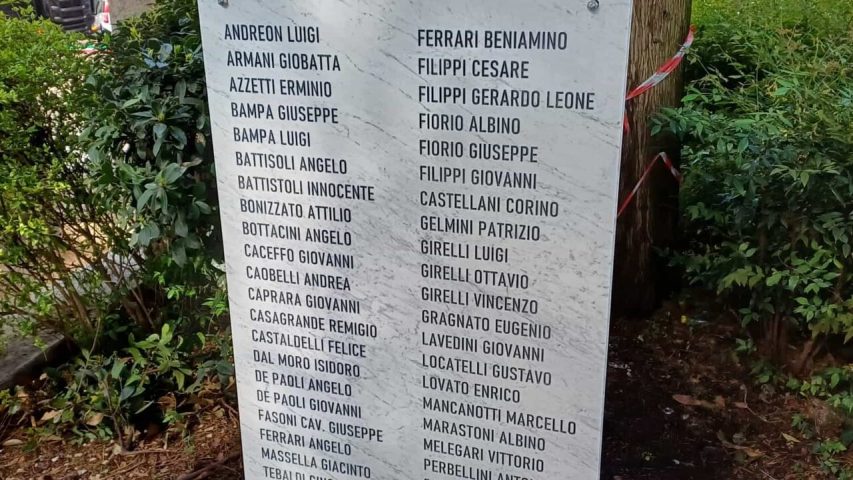 ANDREON LUIGI
ARMANI GIOBATTA
AZZETTI ERMINIO
BAMPA GIUSEPPE
BAMPA LUIGI
BATTISOLI ANGELO
BATTISTOLI INNOCENTE
BONIZZATO ATTILIO
BOTTACINI ANGELO
CACEFFO GIOVANNI
CAOBELLI ANDREA
CAPRARA GIOVANNI
CASAGRANDE REMIGIO
CASTALDELLI FELICE
DAL MORO ISIDORO
DE PAOLI ANGELO
DE PAOLI GIOVANNI
FASONI CAV. GIUSEPPE
FERRARI ANGELO
MASSELLA GIACINTO
FERRARI BENIAMINO
FILIPPI CESARE
FILIPPI GERARDO LEONE
FIORIO ALBINO
FIORIO GIUSEPPE
FILIPPI GIOVANNI
CASTELLANI CORINO
GELMINI PATRIZIO
GIRELLI LUIGI
GIRELLI OTTAVIO
GIRELLI VINCENZO
GRAGNATO EUGENIO
LAVEDINI GIOVANNI
LOCATELLI GUSTAVO
LOVATO ENRICO
MANCANOTTI MARCELLO
MARASTONI ALBINO
MELEGARI VITTORIO
PERBELLINI